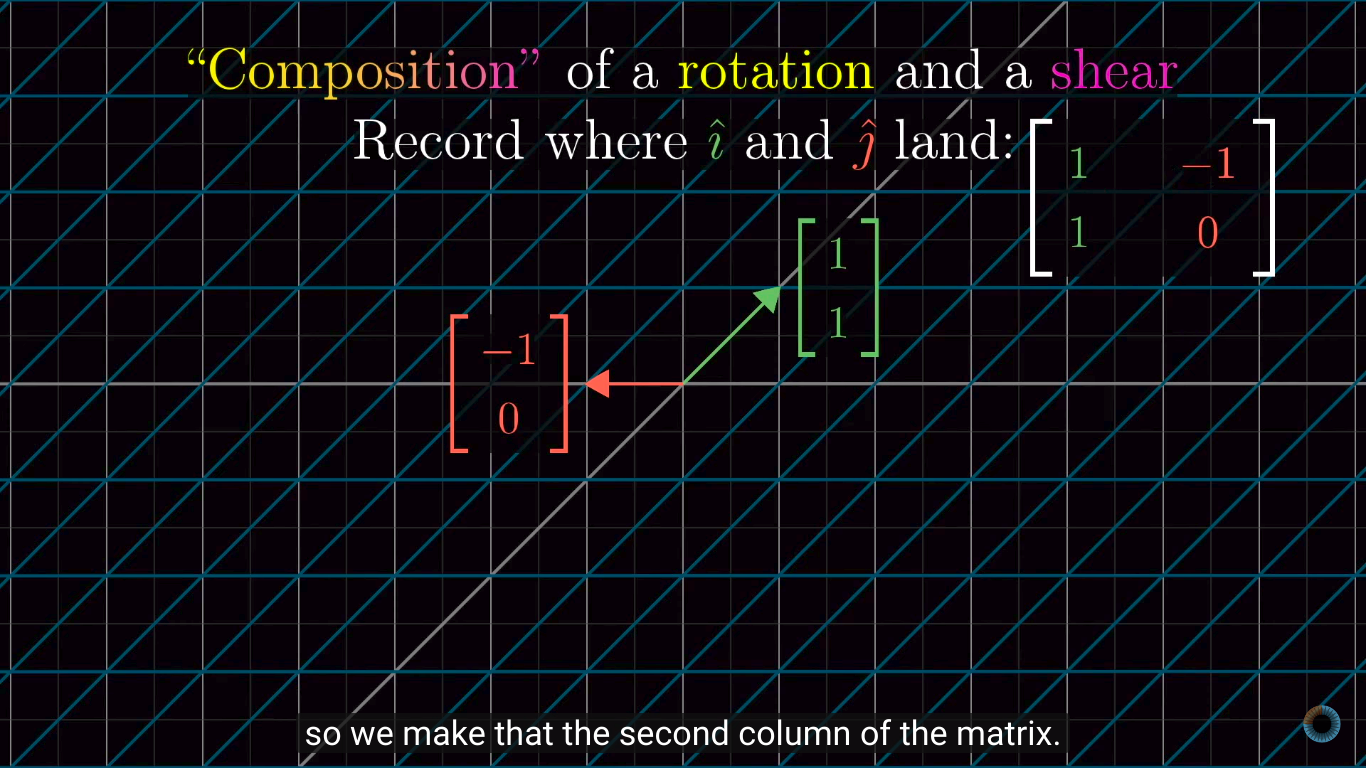 “Composition” of a rotation and a shear
Record where î and ĵ land:
1 −1
1 0
1
1
−1
0
so we make that the second column of the matrix.